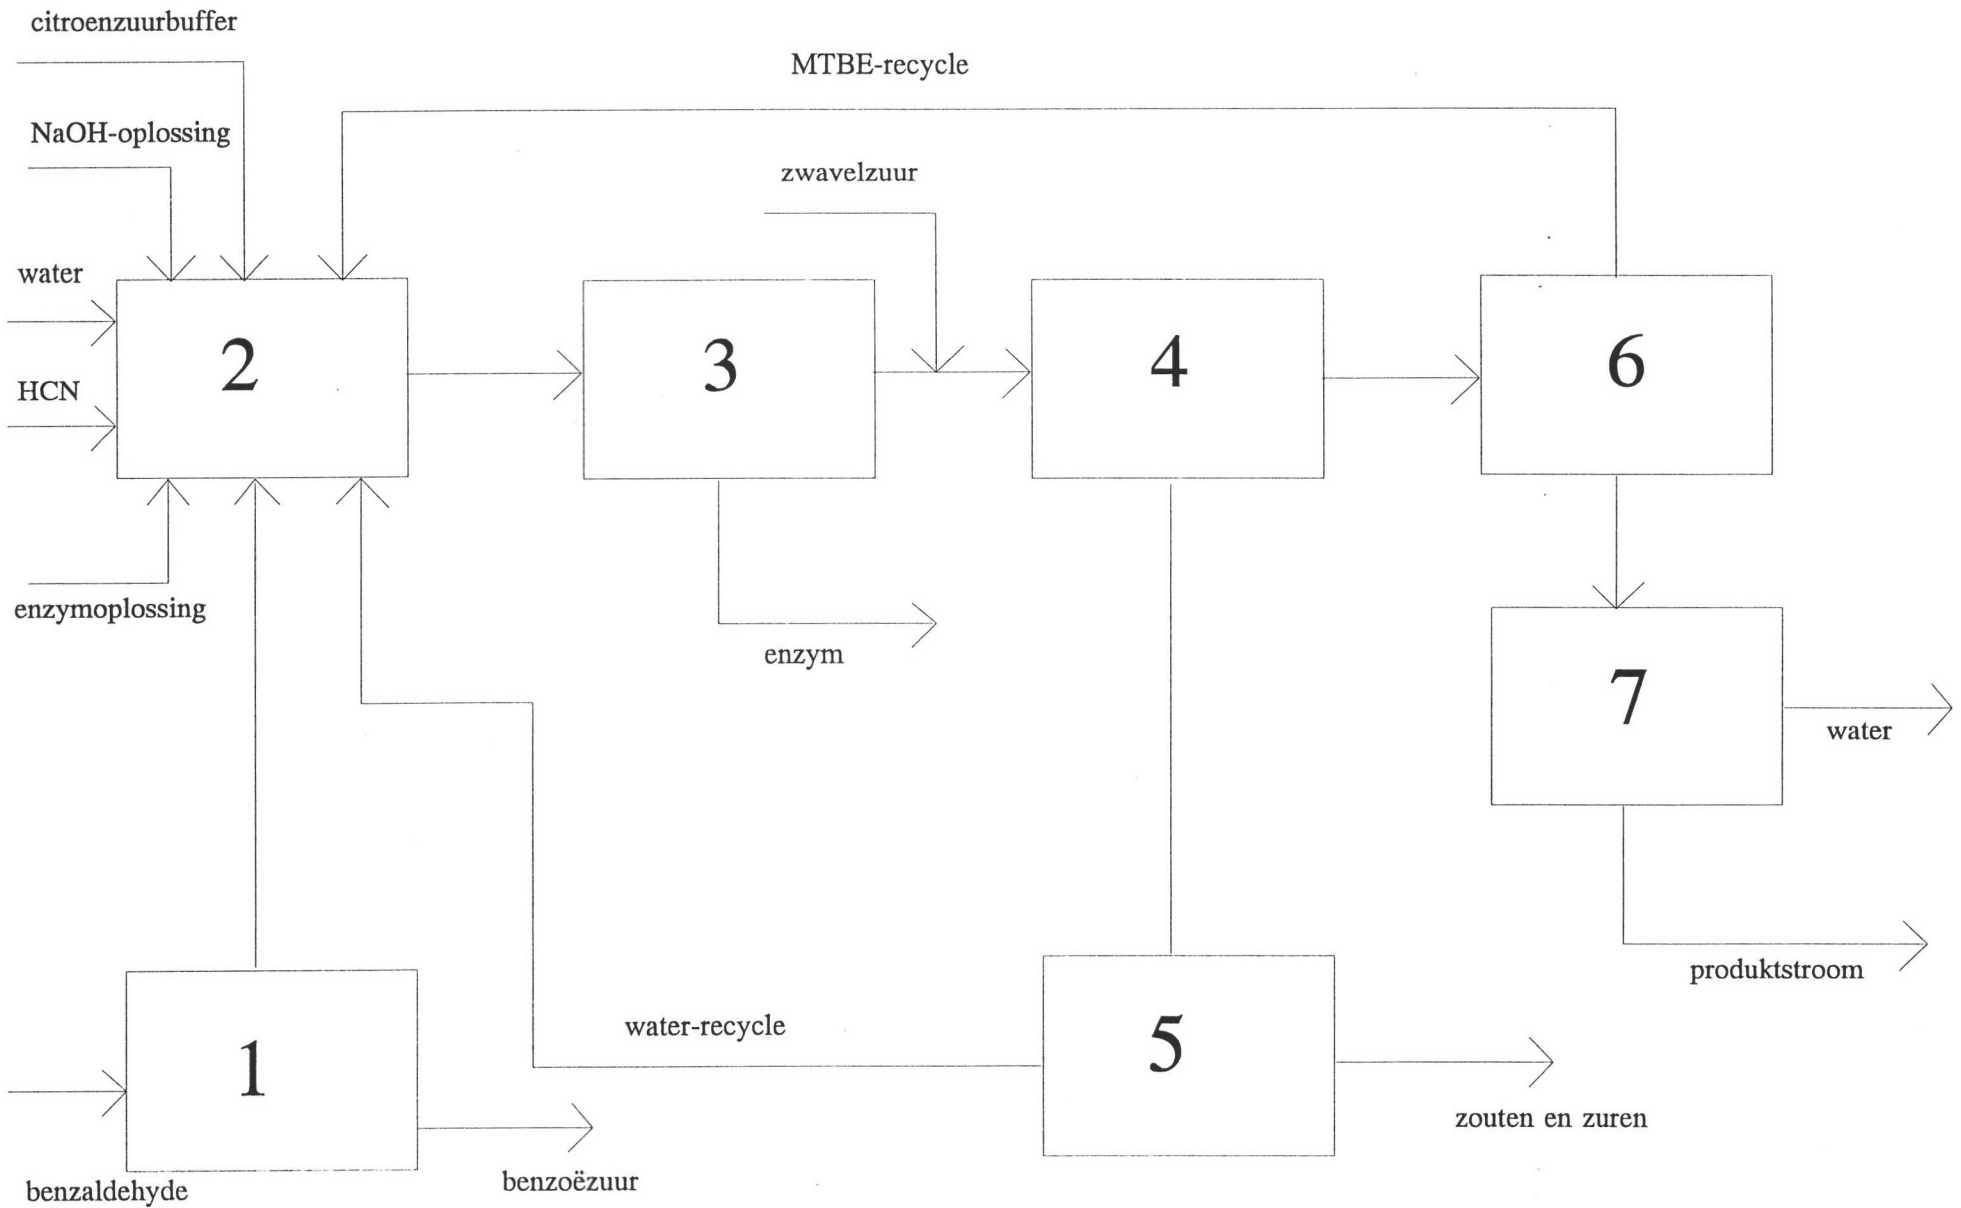 citroenzuurbuffer
MTBE-recycle
NaOH-oplossing
zwavelzuur
water
HCN
2
3
4
6
enzymoplossing
enzym
7
water
produktstroom
water-recycle
1
5
zouten en zuren
benzaldehyde
benzoëzuur